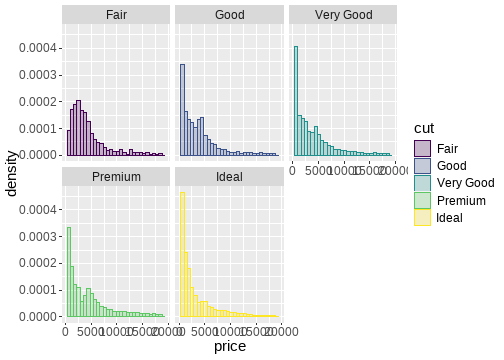 Fair Good Very Good
0.0004
0.0003
0.0002
0.0001
0.0000
0 5000 10000 15000 20000
Premium Ideal
0.0004
0.0003
0.0002
0.0001
0.0000
0 5000 10000 15000 20000 0 5000 10000 15000 20000
density
price
cut
Fair
Good
Very Good
Premium
Ideal